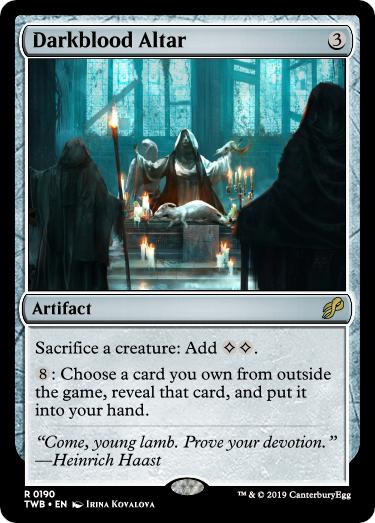 Darkblood Altar 3
Artifact
Sacrifice a creature: Add ◇◇.
8: Choose a card you own from outside
the game, reveal that card, and put it
into your hand.
“Come, young lamb. Prove your devotion.”
—Heinrich Haast
R 0190
TWB • EN Irina Kovalova
™ & © 2019 CanterburyEgg